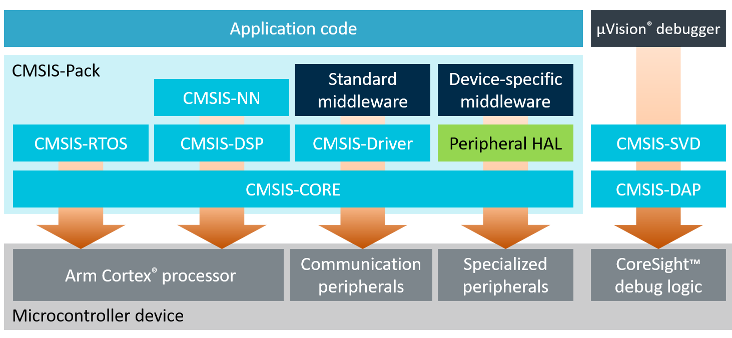 Application code
µVision® debugger
CMSIS-Pack
CMSIS-NN
Standard
middleware
Device-specific
middleware
CMSIS-RTOS
CMSIS-DSP
CMSIS-Driver
Peripheral HAL
CMSIS-SVD
CMSIS-CORE
CMSIS-DAP
Arm Cortex® processor
Communication
peripherals
Specialized
peripherals
CoreSight™
debug logic
Microcontroller device